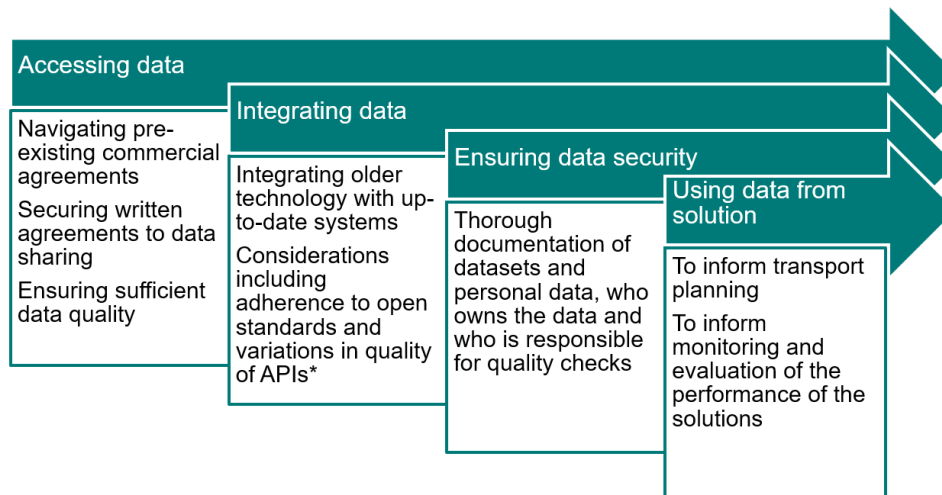 Accessing data
Navigating pre-
existing commercial
agreements
Securing written
agreements to data
sharing
Ensuring sufficient
data quality
Integrating data
Integrating older
technology with up-
to-date systems
Considerations
including
adherence to open
standards and
variations in quality
of APIs*
Ensuring data security
Thorough
documentation of
datasets and
personal data, who
owns the data and
who is responsible
for quality checks
Using data from
solution
To inform transport
planning
To inform
monitoring and
evaluation of the
performance of the
solutions